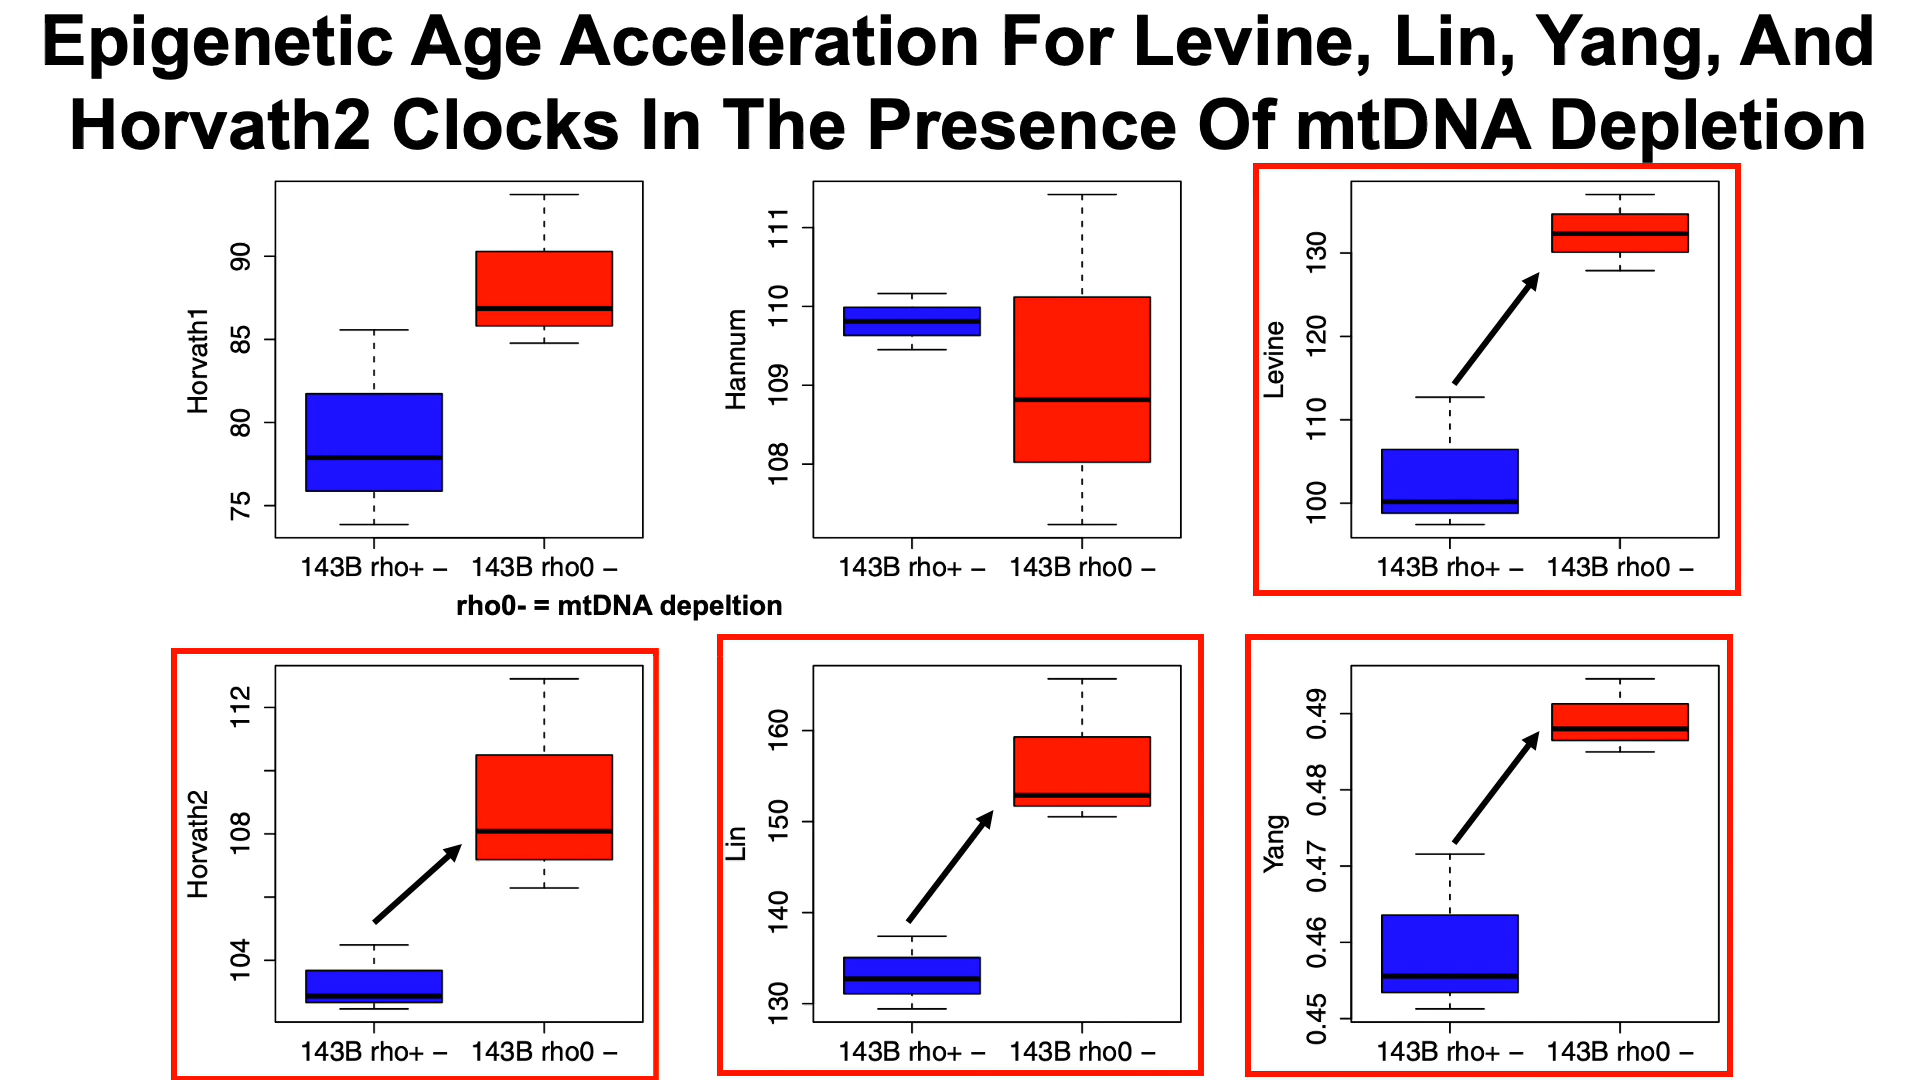 Epigenetic Age Acceleration For Levine, Lin, Yang, And
Horvath2 Clocks In The Presence Of mtDNA Depletion
Horvath1
90
85
80
75
143B rho+ –
143B rho0 –
Hannum
111
110
109
108
143B rho+ –
143B rho0 –
Levine
130
120
110
100
143B rho+ –
143B rho0 –
rho0- = mtDNA depeltion
Horvath2
112
108
104
143B rho+ –
143B rho0 –
Lin
160
150
140
130
143B rho+ –
143B rho0 –
Yang
0.49
0.48
0.47
0.46
0.45
143B rho+ –
143B rho0 –